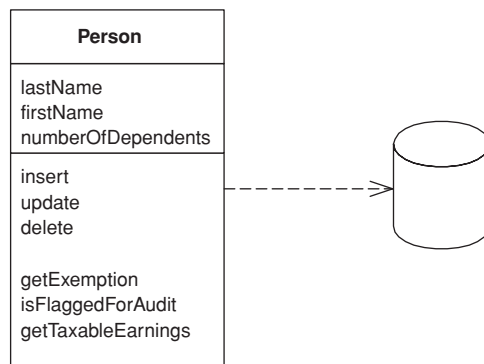 Person
lastName
firstName
numberOfDependents
insert
update
delete
getExemption
isFlaggedForAudit
getTaxableEarnings